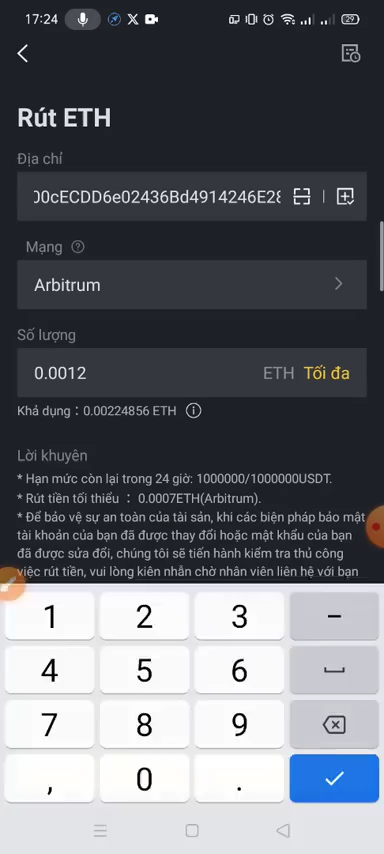 17:24
29
Rút ETH
Địa chỉ
00cECDD6e02436Bd4914246E28
Mạng
Arbitrum
Số lượng
0.0012 ETH Tối đa
Khả dụng：0.00224856 ETH
Lời khuyên
* Hạn mức còn lại trong 24 giờ: 1000000/1000000USDT.
* Rút tiền tối thiểu ：0.0007ETH(Arbitrum).
* Để bảo vệ sự an toàn của tài sản, khi các biện pháp bảo mật
tài khoản của bạn đã được thay đổi hoặc mật khẩu của bạn
đã được sửa đổi, chúng tôi sẽ tiến hành kiểm tra thủ công
việc rút tiền, vui lòng kiên nhẫn chờ nhân viên liên hệ với bạn
1 2 3 –
4 5 6
7 8 9
, 0 .